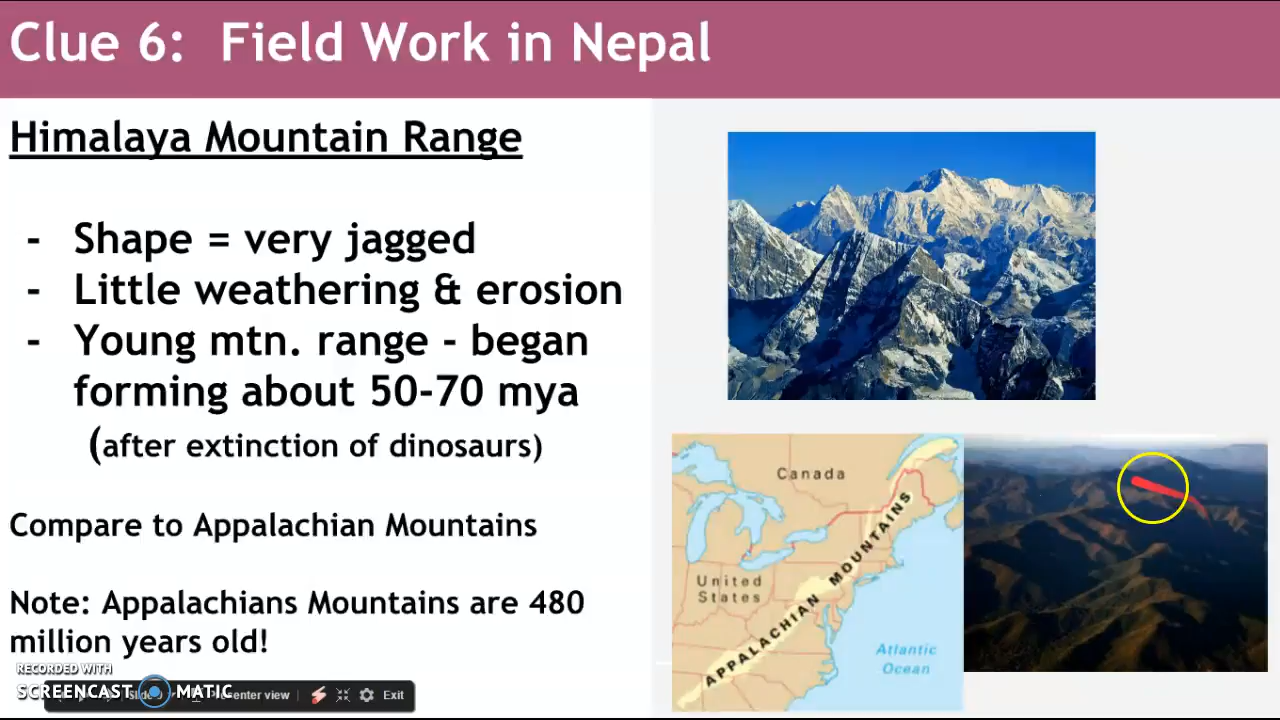 Clue 6: Field Work in Nepal
Himalaya Mountain Range
- Shape = very jagged
- Little weathering & erosion
- Young mtn. range - began
forming about 50-70 mya
(after extinction of dinosaurs)
Compare to Appalachian Mountains
Note: Appalachians Mountains are 480
million years old!
Canada
United
States
APPALACHIAN MOUNTAINS
Atlantic
Ocean
RECORDED WITH
SCREENCAST MATIC
Exit